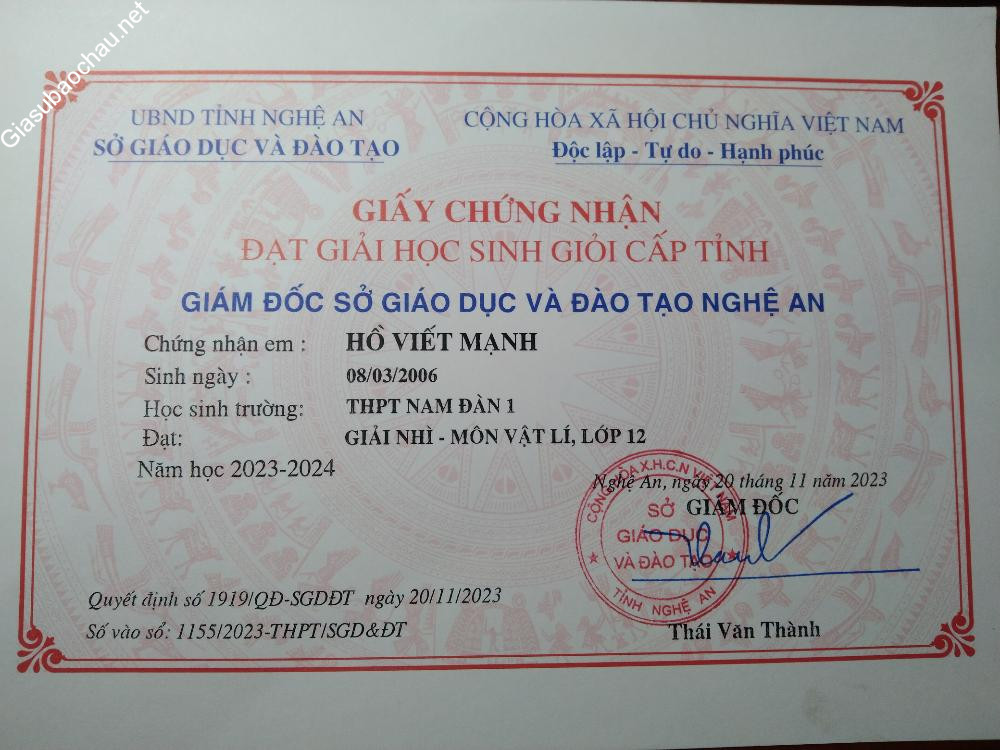 Giasubaochau.net
UBND TỈNH NGHỆ AN
SỞ GIÁO DỤC VÀ ĐÀO TẠO
CỘNG HÒA XÃ HỘI CHỦ NGHĨA VIỆT NAM
Độc lập - Tự do - Hạnh phúc
GIẤY CHỨNG NHẬN
ĐẠT GIẢI HỌC SINH GIỎI CẤP TỈNH
GIÁM ĐỐC SỞ GIÁO DỤC VÀ ĐÀO TẠO NGHỆ AN
Chứng nhận em : HỒ VIẾT MẠNH
Sinh ngày : 08/03/2006
Học sinh trường: THPT NAM ĐÀN 1
Đạt: GIẢI NHÌ - MÔN VẬT LÍ, LỚP 12
Năm học 2023-2024
Nghệ An, ngày 20 tháng 11 năm 2023
GIÁM ĐỐC
CỘNG HÒA X.H.C.N VIỆT NAM
SỞ
GIÁO DỤC
VÀ ĐÀO TẠO
TỈNH NGHỆ AN
Quyết định số 1919/QĐ-SGDĐT ngày 20/11/2023
Số vào sổ: 1155/2023-THPT/SGD&ĐT
Thái Văn Thành